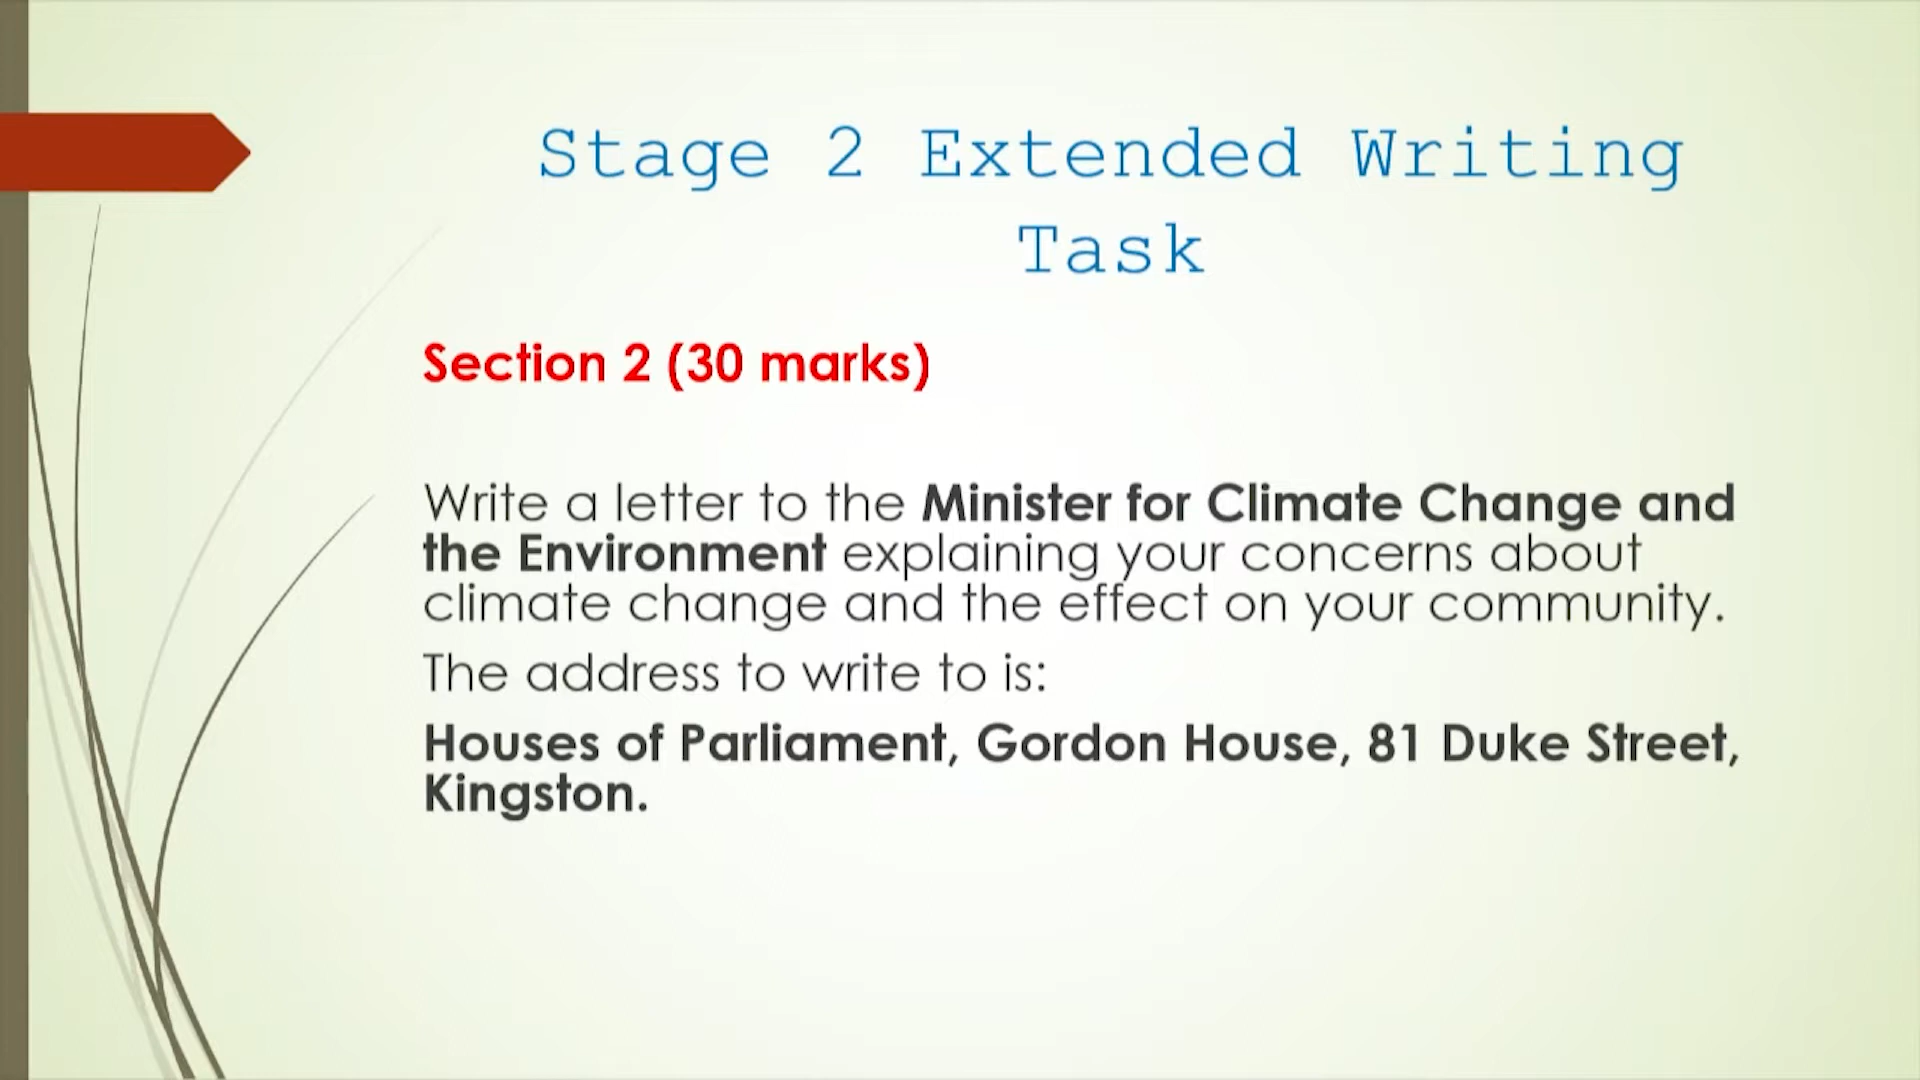 Stage 2 Extended Writing
Task
Section 2 (30 marks)
Write a letter to the Minister for Climate Change and
the Environment explaining your concerns about
climate change and the effect on your community.
The address to write to is:
Houses of Parliament, Gordon House, 81 Duke Street,
Kingston.